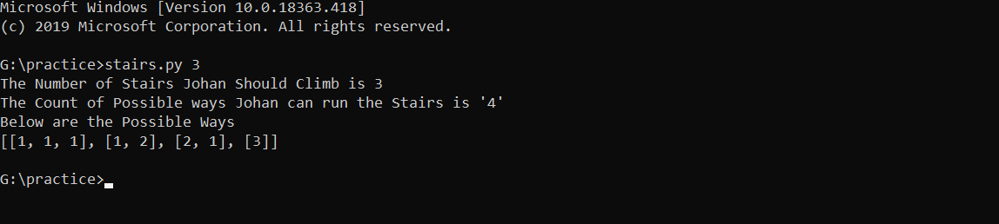 Microsoft Windows [Version 10.0.18363.418]
(c) 2019 Microsoft Corporation. All rights reserved.
G:\practice>stairs.py 3
The Number of Stairs Johan Should Climb is 3
The Count of Possible ways Johan can run the Stairs is '4'
Below are the Possible Ways
[[1, 1, 1], [1, 2], [2, 1], [3]]
G:\practice>